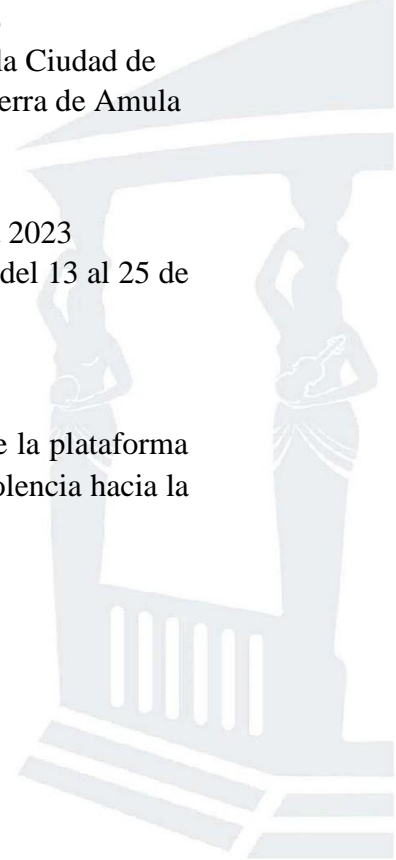 la Ciudad de
erra de Amula
2023
del 13 al 25 de
e la plataforma
olencia hacia la